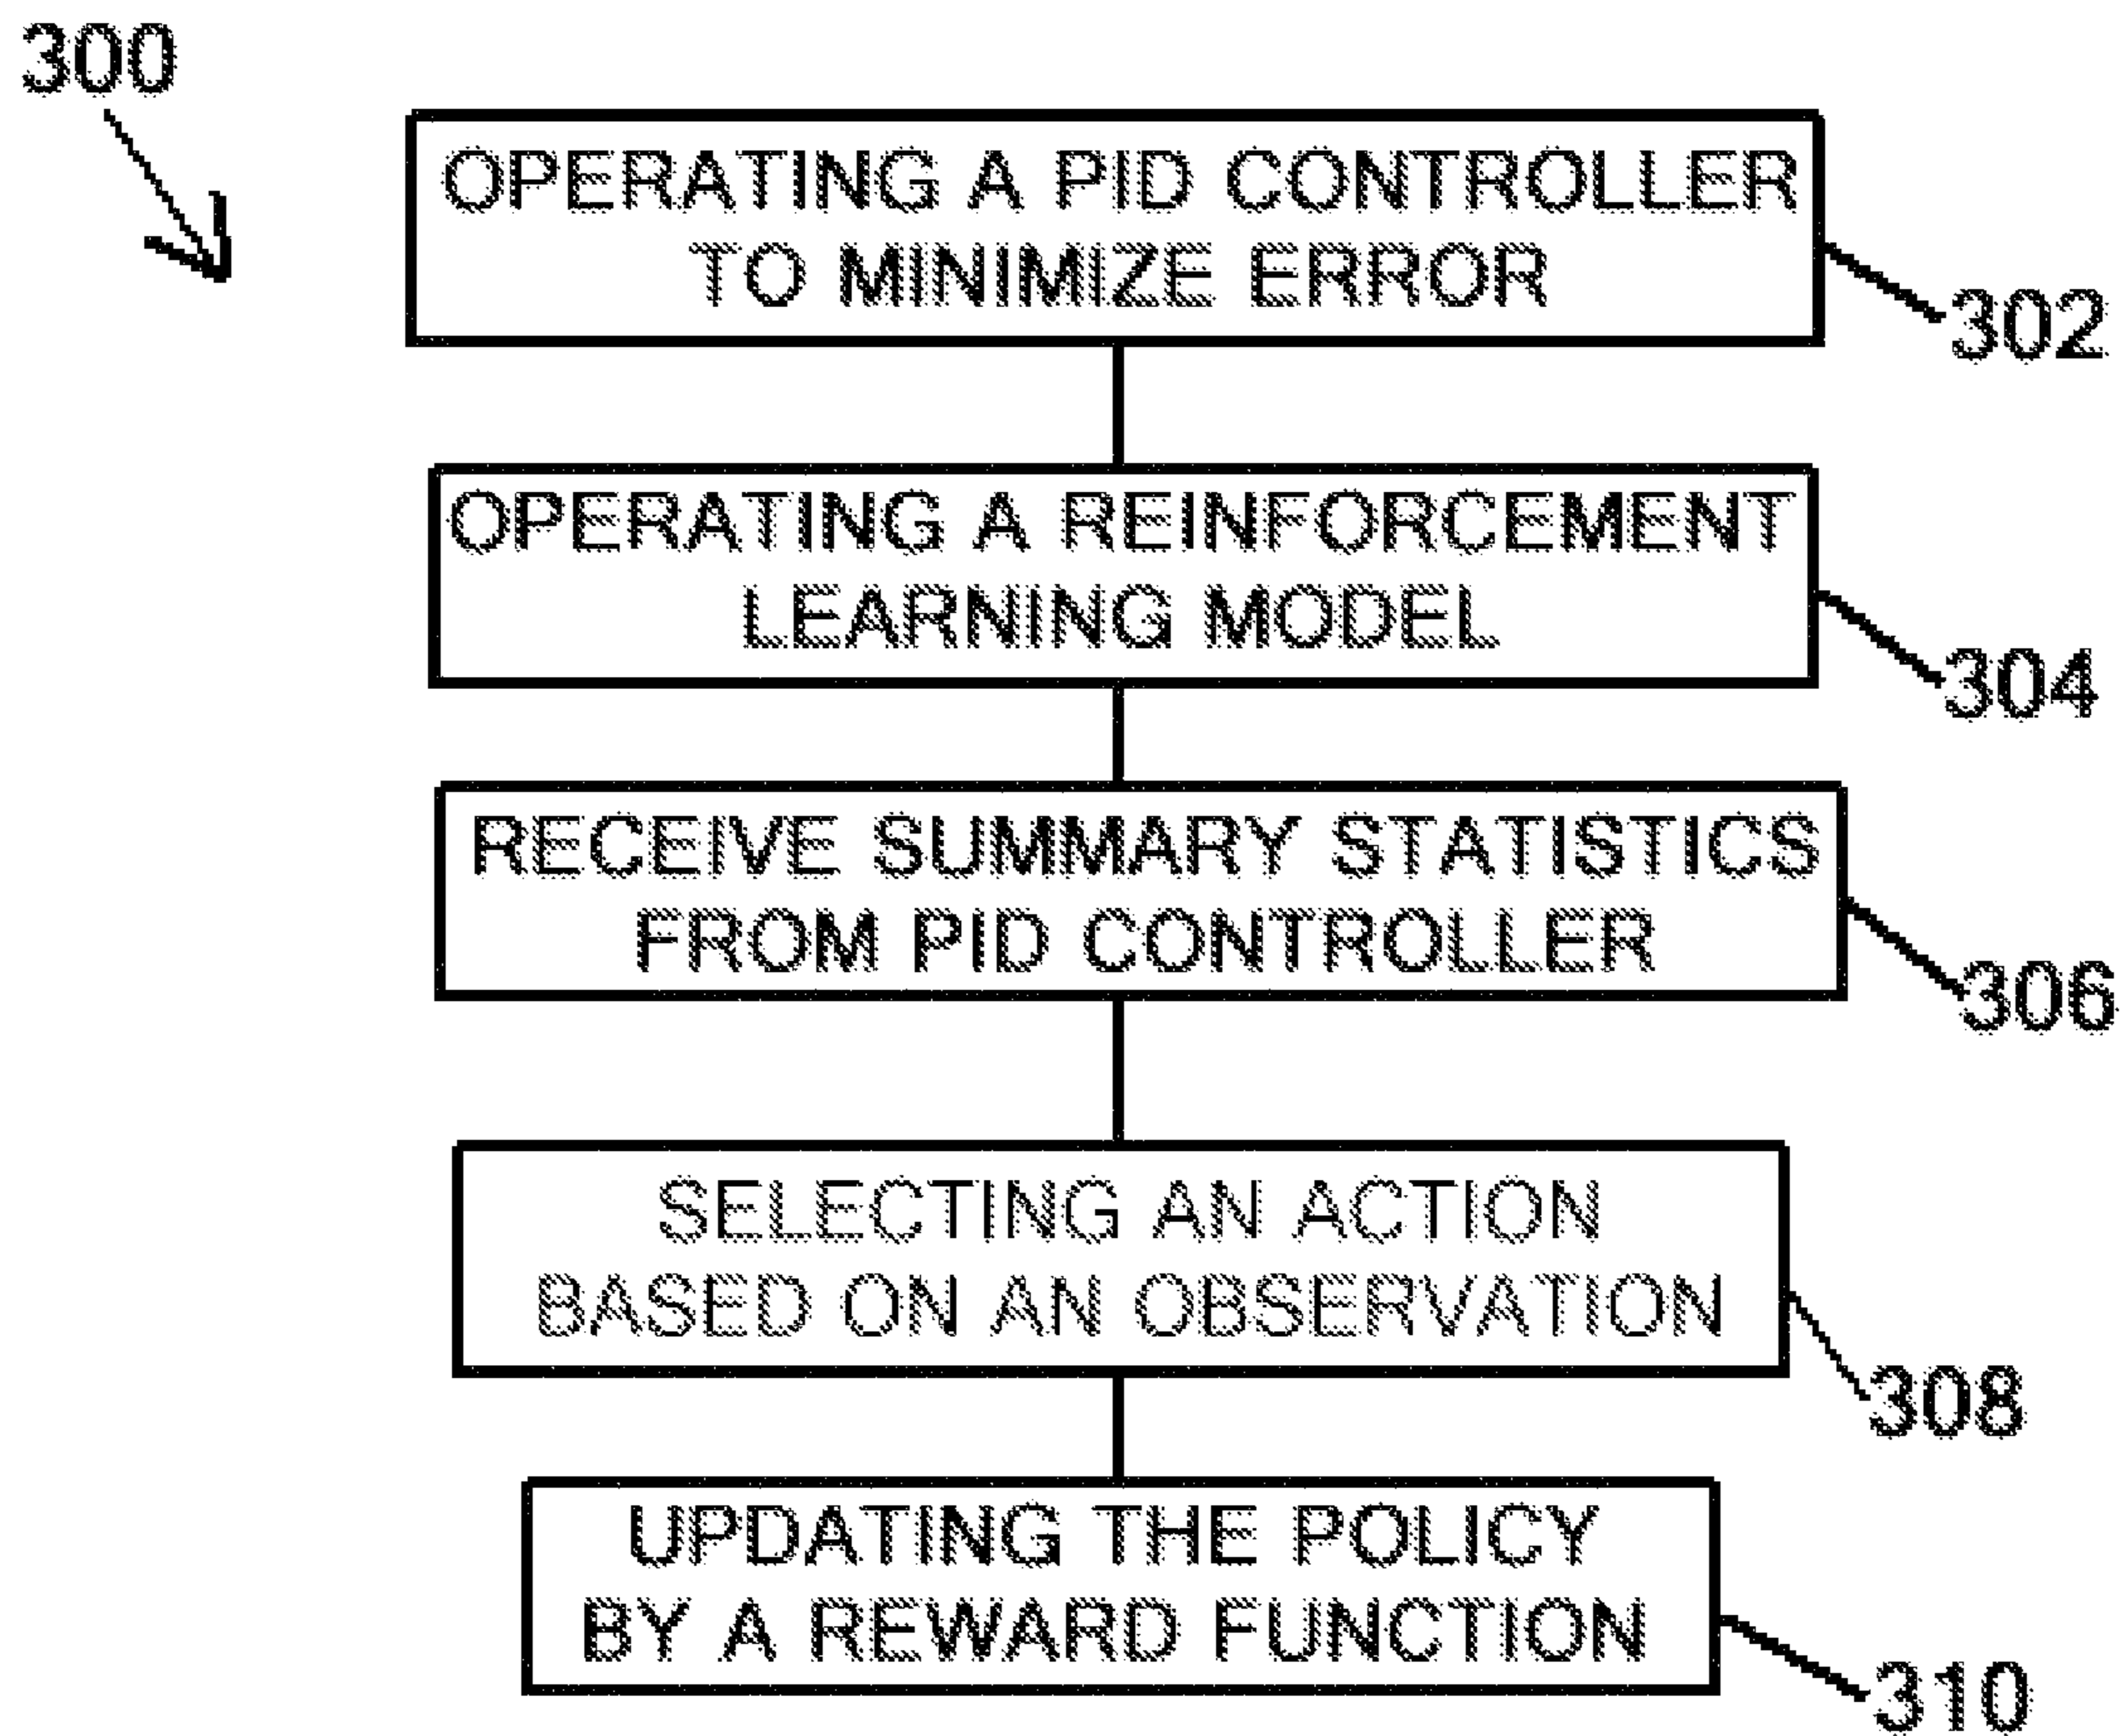 300
OPERATING A PID CONTROLLER
TO MINIMIZE ERROR
302
OPERATING A REINFORCEMENT
LEARNING MODEL
304
RECEIVE SUMMARY STATISTICS
FROM PID CONTROLLER
306
SELECTING AN ACTION
BASED ON AN OBSERVATION
308
UPDATING THE POLICY
BY A REWARD FUNCTION
310